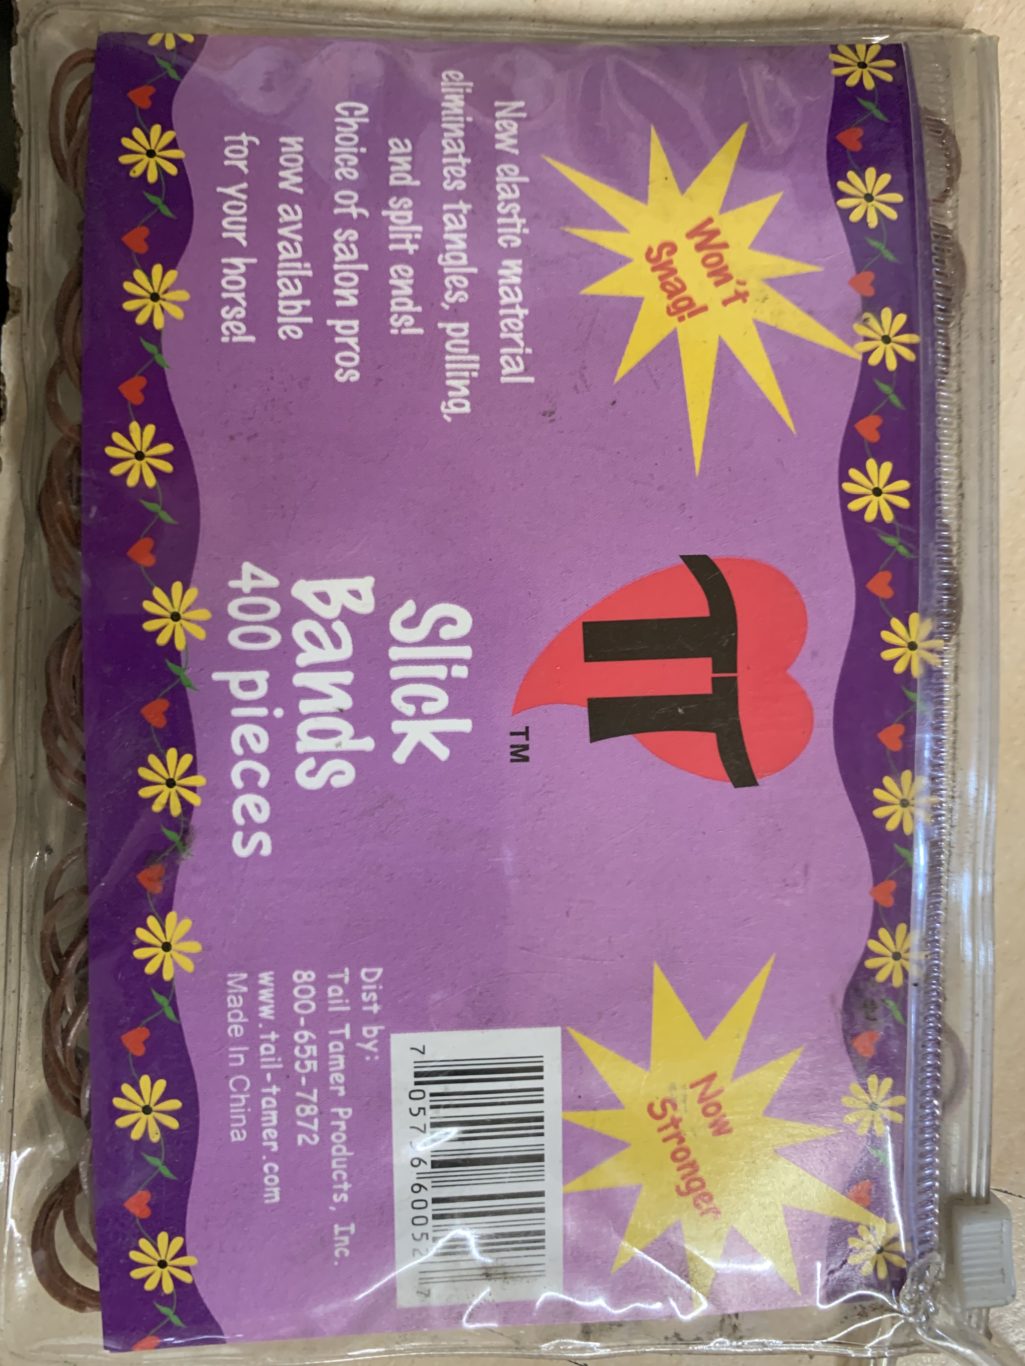 Won't
Snag!
New elastic material
eliminates tangles, pulling,
and split ends!
Choice of salon pros
now available
for your horse!
TT
TM
Slick
Bands
400 pieces
Now
Stronger
Dist by:
Tail Tamer Products, Inc.
800-655-7872
www.tail-tamer.com
Made In China